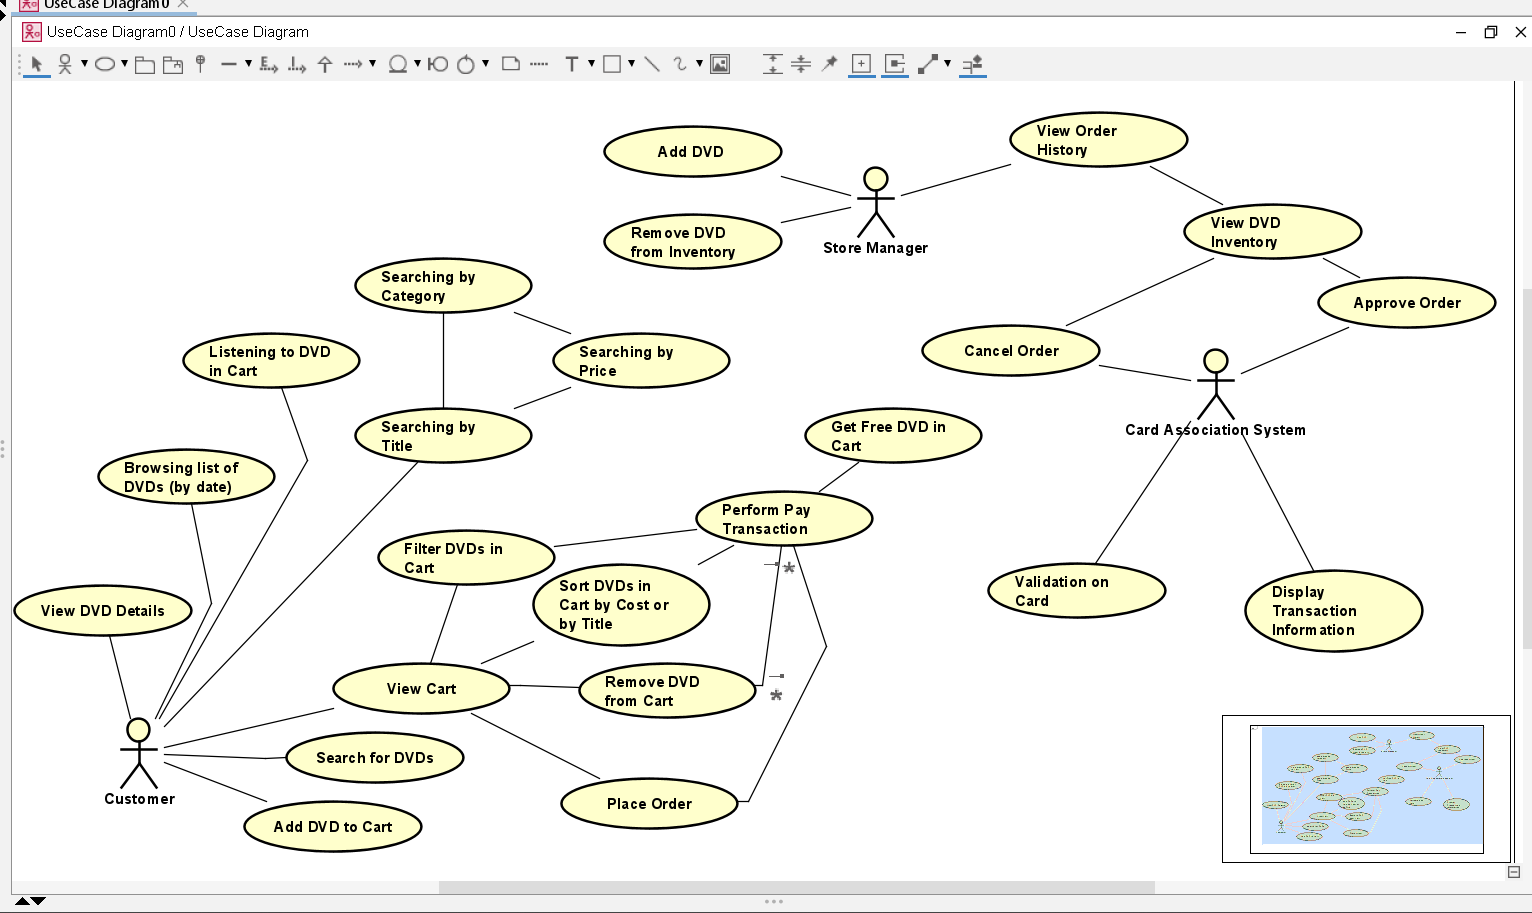 UseCase Diagram0
UseCase Diagram0 / UseCase Diagram
View Order
History
Add DVD
View DVD
Inventory
Remove DVD
from Inventory
Store Manager
Searching by
Category
Approve Order
Listening to DVD
in Cart
Searching by
Price
Cancel Order
Searching by
Title
Get Free DVD in
Cart
Card Association System
Browsing list of
DVDs (by date)
Perform Pay
Transaction
Filter DVDs in
Cart
*
Sort DVDs in
Cart by Cost or
by Title
Validation on
Card
Display
Transaction
Information
View DVD Details
View Cart
Remove DVD
from Cart
*
Search for DVDs
Customer
Place Order
Add DVD to Cart